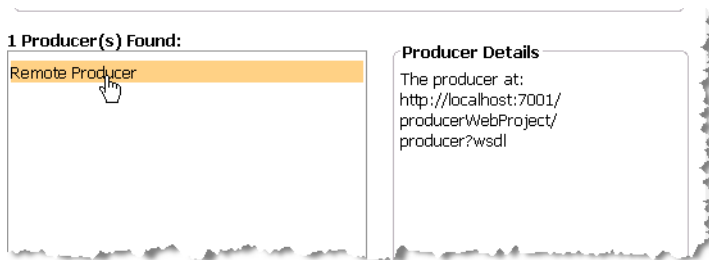 1 Producer(s) Found:
Remote Producer
Producer Details
The producer at:
http://localhost:7001/
producerWebProject/
producer?wsdl